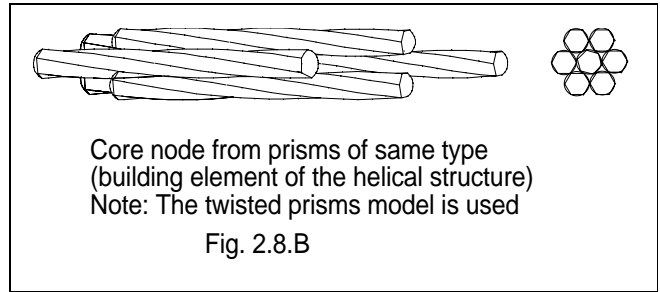 Core node from prisms of same type
(building element of the helical structure)
Note: The twisted prisms model is used
Fig. 2.8.B